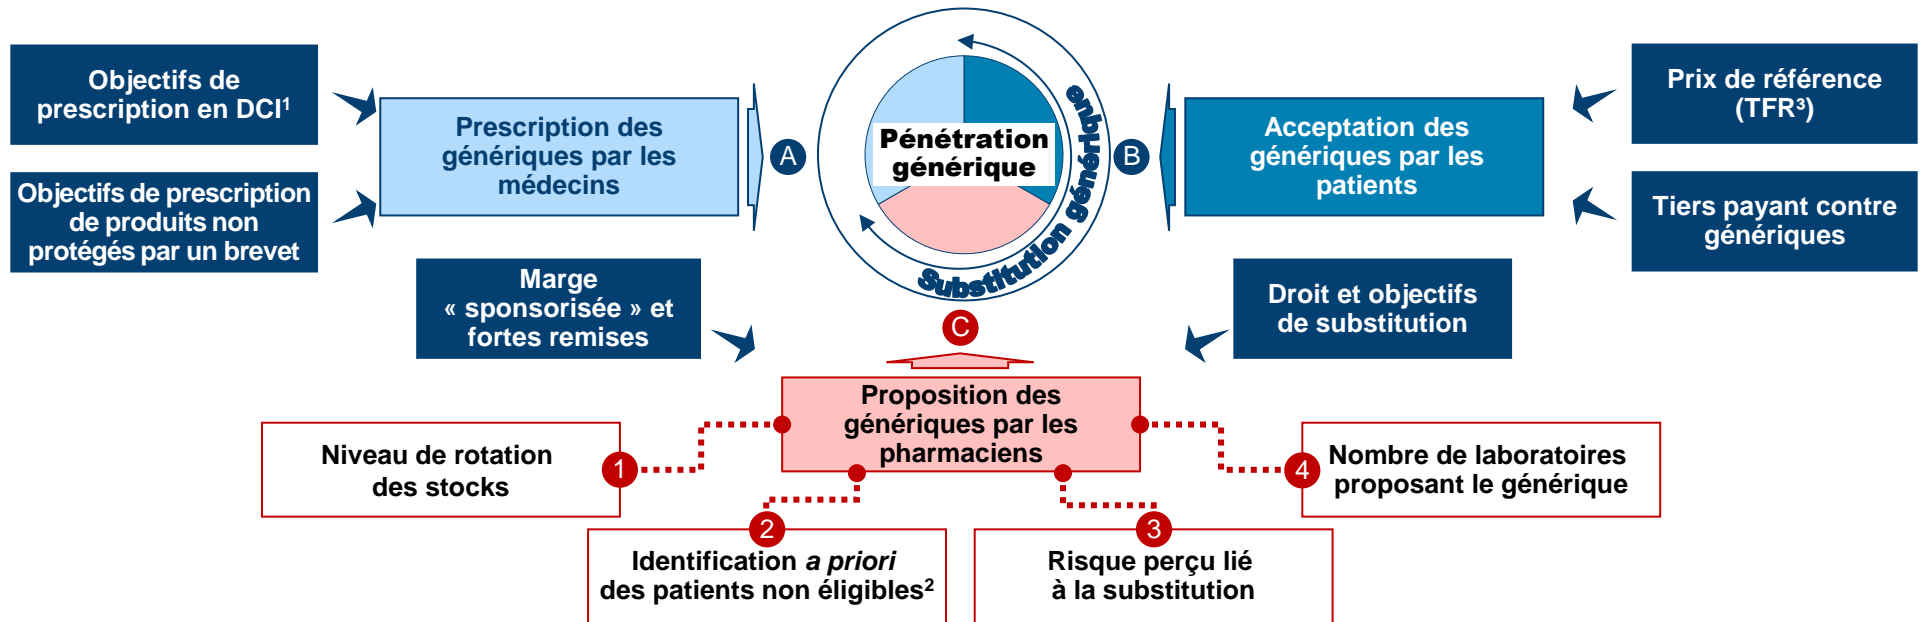 Objectifs de
prescription en DCI¹
Objectifs de prescription
de produits non
protégés par un brevet
Prescription des
génériques par les
médecins
A
Pénétration
générique
Substitution générique
B
Acceptation des
génériques par les
patients
Prix de référence
(TFR³)
Tiers payant contre
génériques
Marge
« sponsorisée » et
fortes remises
Droit et objectifs
de substitution
C
Proposition des
génériques par les
pharmaciens
Niveau de rotation
des stocks
1
2
Identification a priori
des patients non éligibles²
3
Risque perçu lié
à la substitution
4
Nombre de laboratoires
proposant le générique